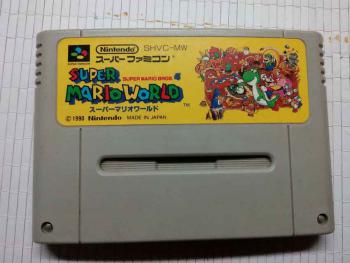 Nintendo SHVC-MW
スーパーファミコン
SUPER MARIO BROS. 4
SUPER
MARIO WORLD
TM
スーパーマリオワールド
© 1990 Nintendo MADE IN JAPAN